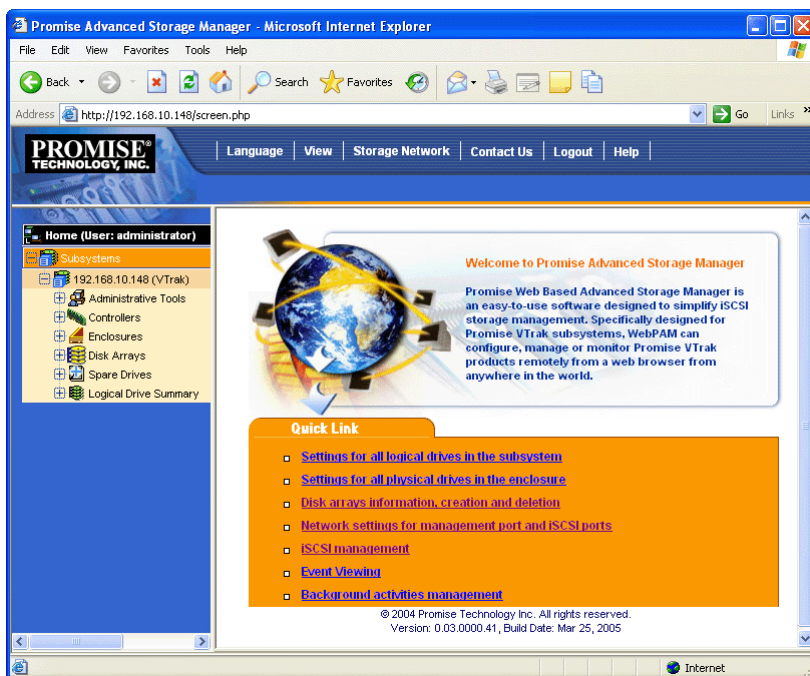 Promise Advanced Storage Manager - Microsoft Internet Explorer
File Edit View Favorites Tools Help
Back Search Favorites
Address http://192.168.10.148/screen.php Go Links »
PROMISE®
TECHNOLOGY, INC.
Language View Storage Network Contact Us Logout Help
Home (User: administrator)
Subsystems
192.168.10.148 (VTrak)
Administrative Tools
Controllers
Enclosures
Disk Arrays
Spare Drives
Logical Drive Summary
Welcome to Promise Advanced Storage Manager
Promise Web Based Advanced Storage Manager is
an easy-to-use software designed to simplify iSCSI
storage management. Specifically designed for
Promise VTrak subsystems, WebPAM can
configure, manage or monitor Promise VTrak
products remotely from a web browser from
anywhere in the world.
Quick Link
Settings for all logical drives in the subsystem
Settings for all physical drives in the enclosure
Disk arrays information, creation and deletion
Network settings for management port and iSCSI ports
iSCSI management
Event Viewing
Background activities management
© 2004 Promise Technology Inc. All rights reserved.
Version: 0.03.0000.41, Build Date: Mar 25, 2005
Internet